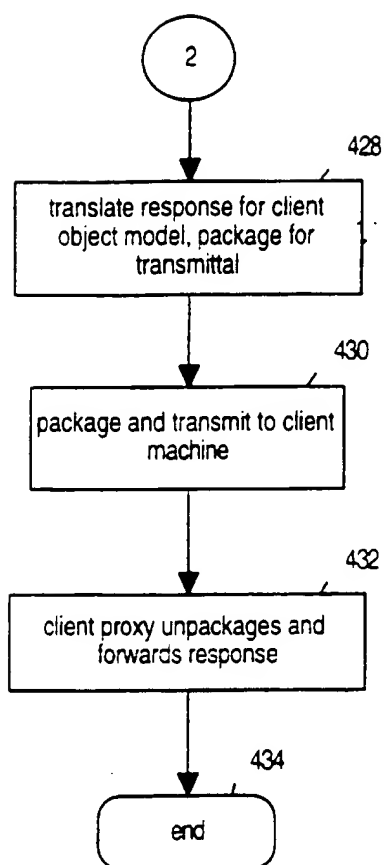 2
428
translate response for client
object model, package for
transmittal
430
package and transmit to client
machine
432
client proxy unpackages and
forwards response
434
end